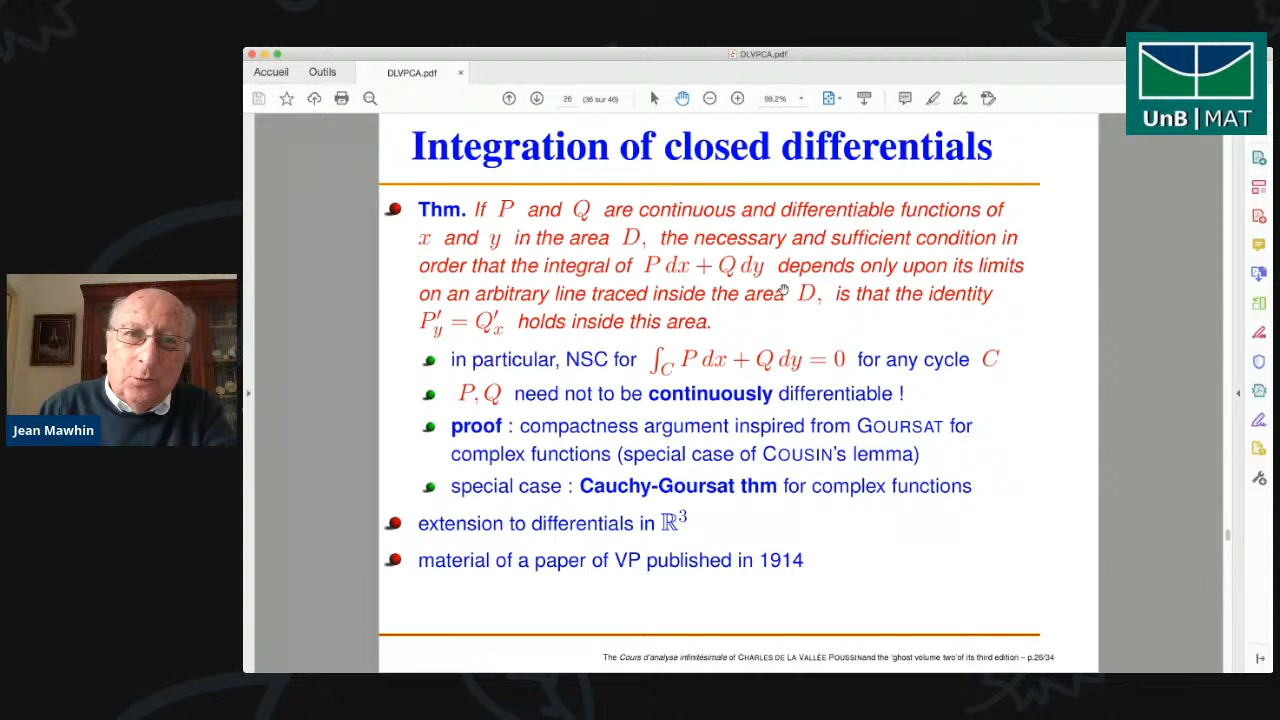 DLVPCA.pdf
Accueil Outils DLVPCA.pdf ×
26 (36 sur 46) 99,2%
UnB | MAT
Integration of closed differentials
Thm. If P and Q are continuous and differentiable functions of
x and y in the area D, the necessary and sufficient condition in
order that the integral of P dx + Q dy depends only upon its limits
on an arbitrary line traced inside the area D, is that the identity
P′y = Q′x holds inside this area.
in particular, NSC for ∫C P dx + Q dy = 0 for any cycle C
P, Q need not to be continuously differentiable !
proof : compactness argument inspired from GOURSAT for
complex functions (special case of COUSIN's lemma)
special case : Cauchy-Goursat thm for complex functions
extension to differentials in ℝ³
material of a paper of VP published in 1914
The Cours d'analyse infinitésimale of CHARLES DE LA VALLÉE POUSSINand the 'ghost volume two'of its third edition – p.26/34
Jean Mawhin